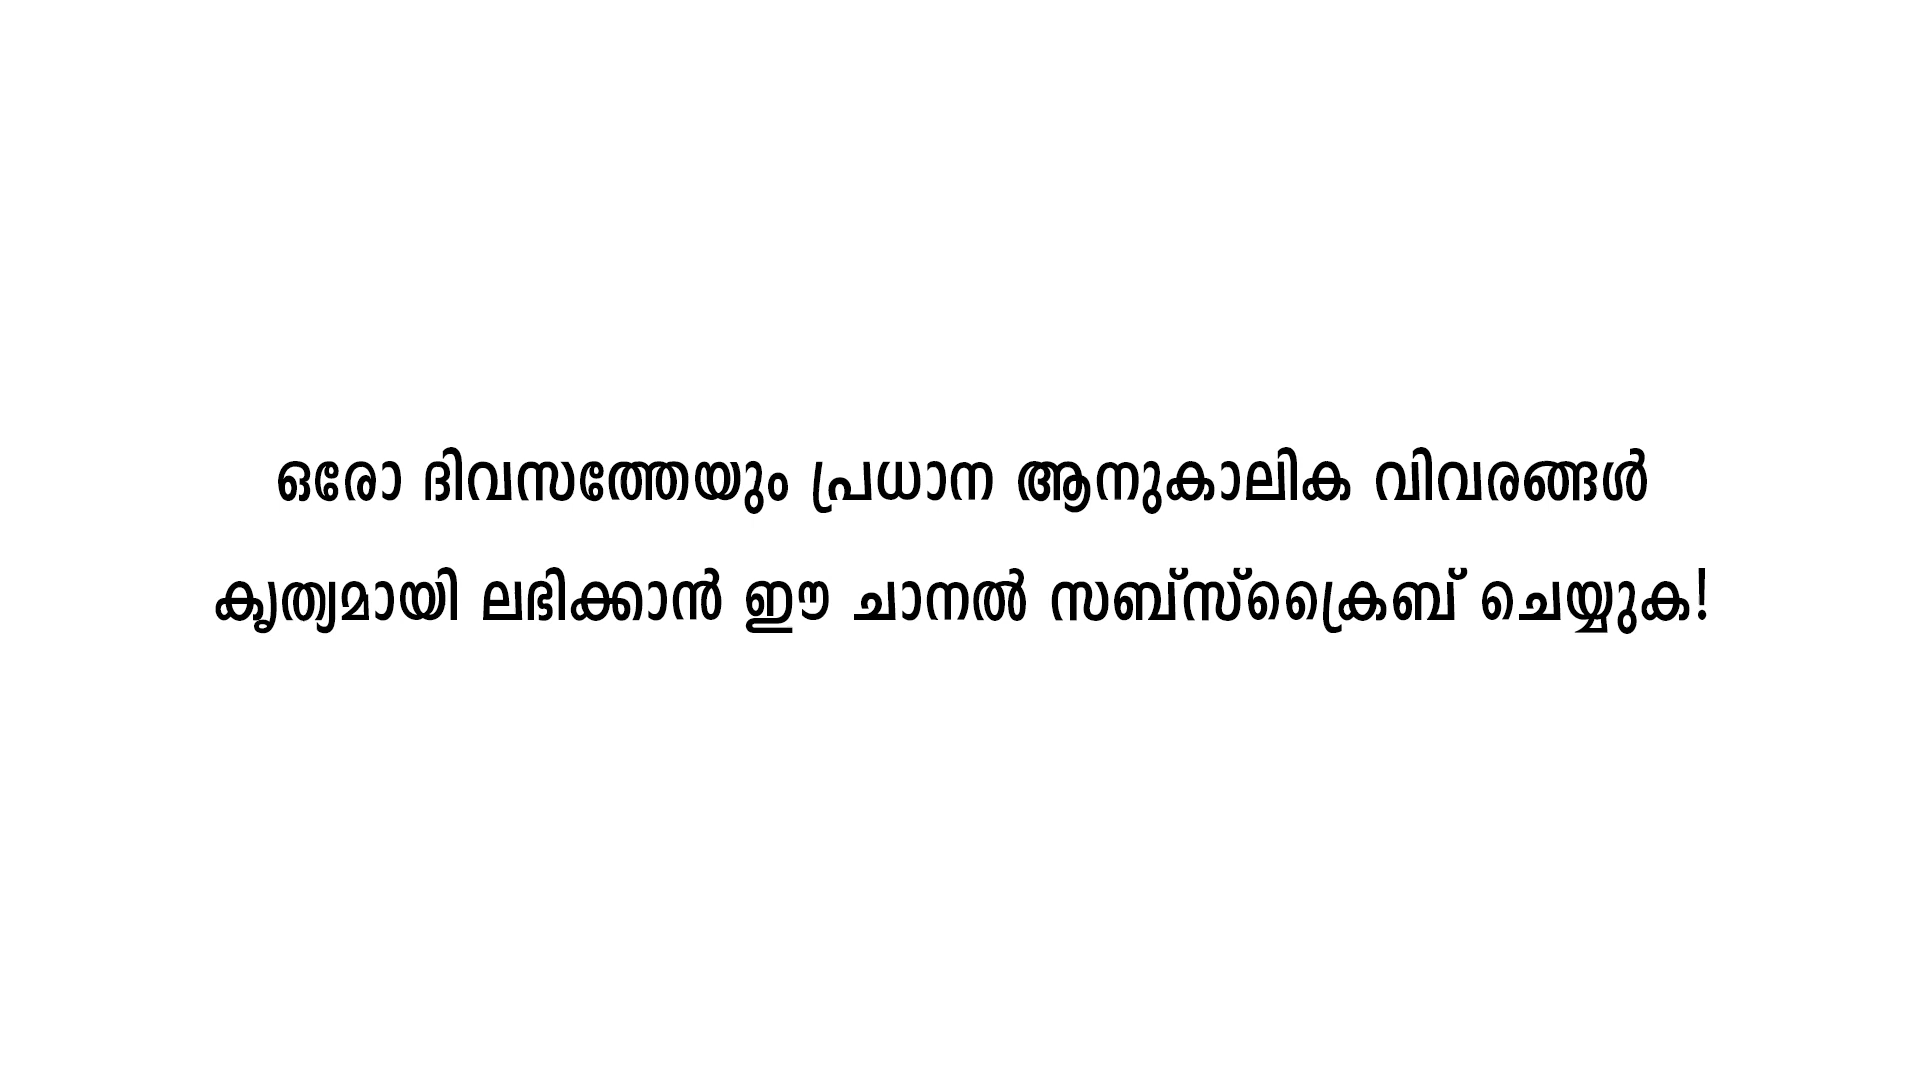 ഒരോ ദിവസത്തേയും പ്രധാന ആനുകാലിക വിവരങ്ങൾ
കൃത്യമായി ലഭിക്കാൻ ഈ ചാനൽ സബ്സ്ക്രൈബ് ചെയ്യുക!